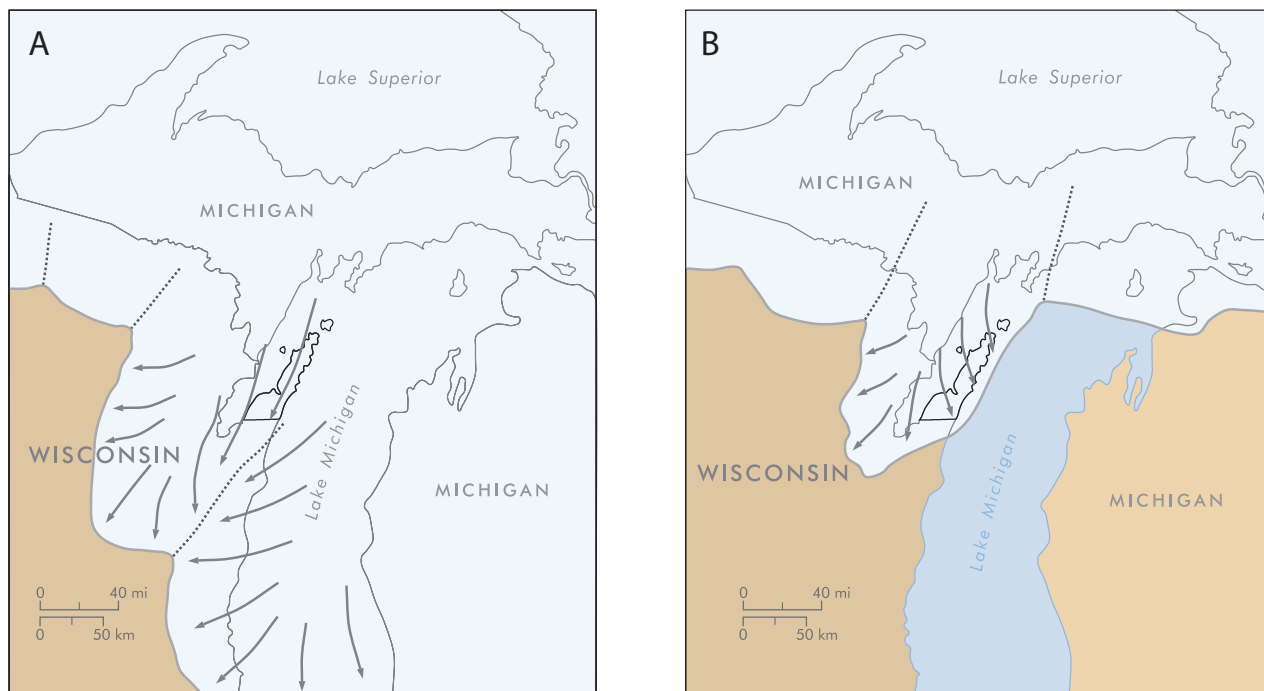 A
Lake Superior
MICHIGAN
WISCONSIN
Lake Michigan
MICHIGAN
0 40 mi
0 50 km
B
Lake Superior
MICHIGAN
WISCONSIN
Lake Michigan
MICHIGAN
0 40 mi
0 50 km